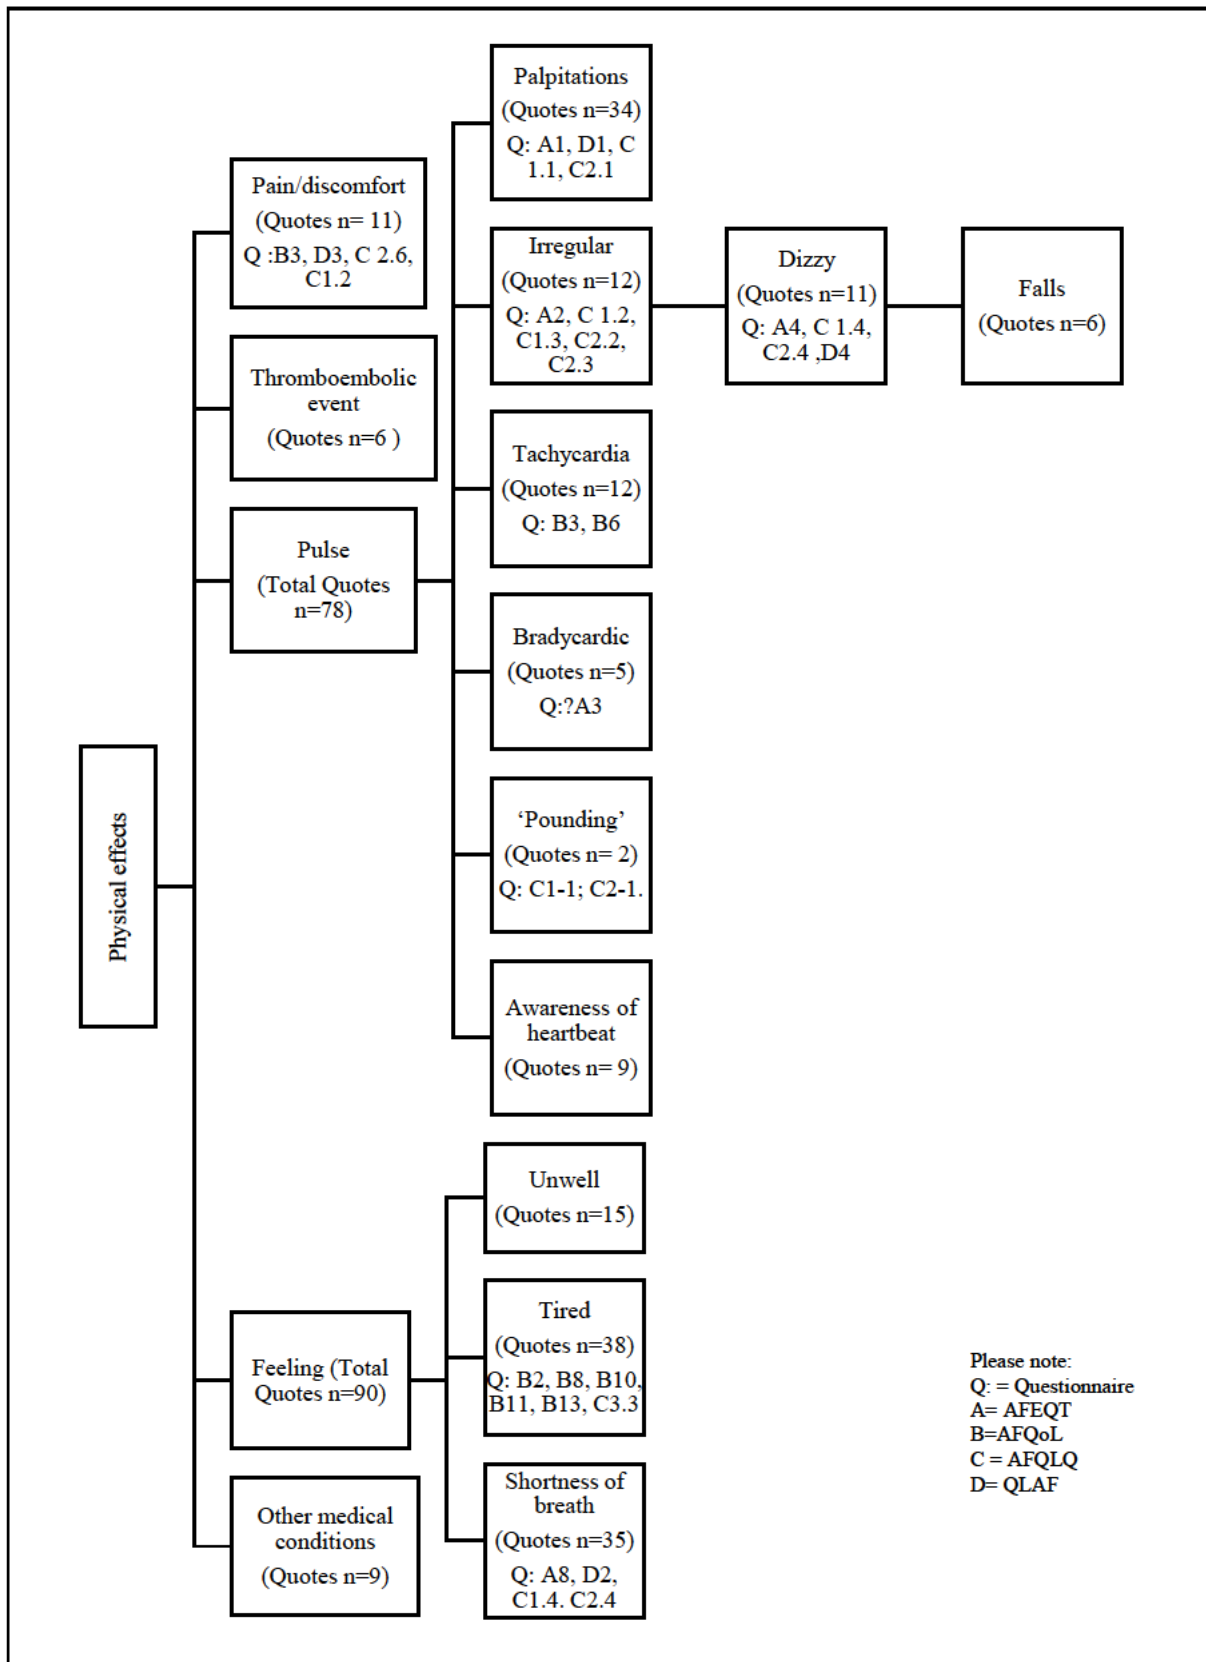 Physical effects
Pain/discomfort
(Quotes n= 11)
Q :B3, D3, C 2.6,
C1.2
Thromboembolic
event
(Quotes n=6 )
Pulse
(Total Quotes
n=78)
Palpitations
(Quotes n=34)
Q: A1, D1, C
1.1, C2.1
Irregular
(Quotes n=12)
Q: A2, C 1.2,
C1.3, C2.2,
C2.3
Dizzy
(Quotes n=11)
Q: A4, C 1.4,
C2.4 ,D4
Falls
(Quotes n=6)
Tachycardia
(Quotes n=12)
Q: B3, B6
Bradycardic
(Quotes n=5)
Q:?A3
‘Pounding’
(Quotes n= 2)
Q: C1-1; C2-1.
Awareness of
heartbeat
(Quotes n= 9)
Feeling (Total
Quotes n=90)
Unwell
(Quotes n=15)
Tired
(Quotes n=38)
Q: B2, B8, B10,
B11, B13, C3.3
Shortness of
breath
(Quotes n=35)
Q: A8, D2,
C1.4. C2.4
Other medical
conditions
(Quotes n=9)
Please note:
Q: = Questionnaire
A= AFEQT
B=AFQoL
C = AFQLQ
D= QLAF